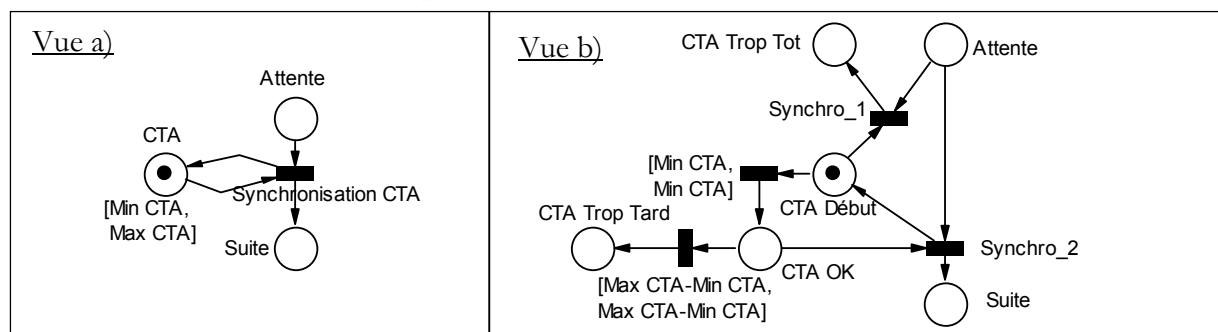 Vue a)
Attente
CTA
Synchronisation CTA
[Min CTA,
Max CTA]
Suite
Vue b)
CTA Trop Tot
Attente
Synchro_1
[Min CTA,
Min CTA]
CTA Début
CTA Trop Tard
Synchro_2
CTA OK
[Max CTA-Min CTA,
Max CTA-Min CTA]
Suite